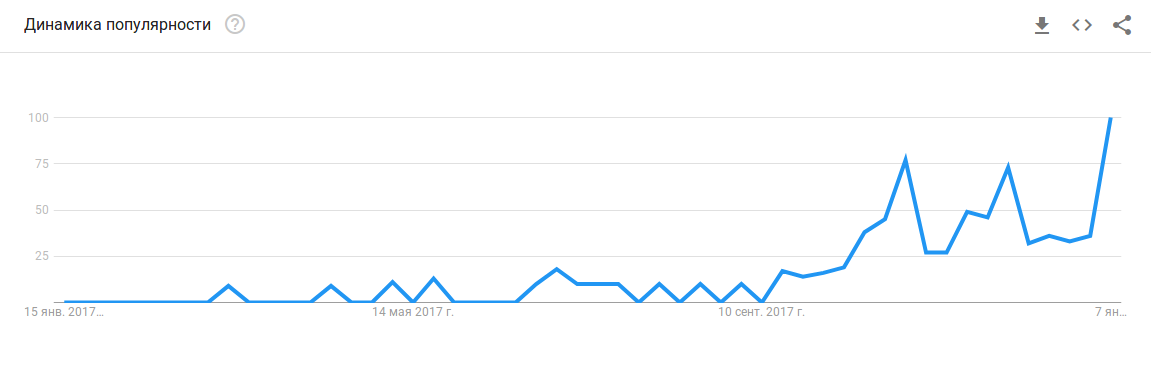 Динамика популярности ?
100
75
50
25
15 янв. 2017…
14 мая 2017 г.
10 сент. 2017 г.
7 ян…